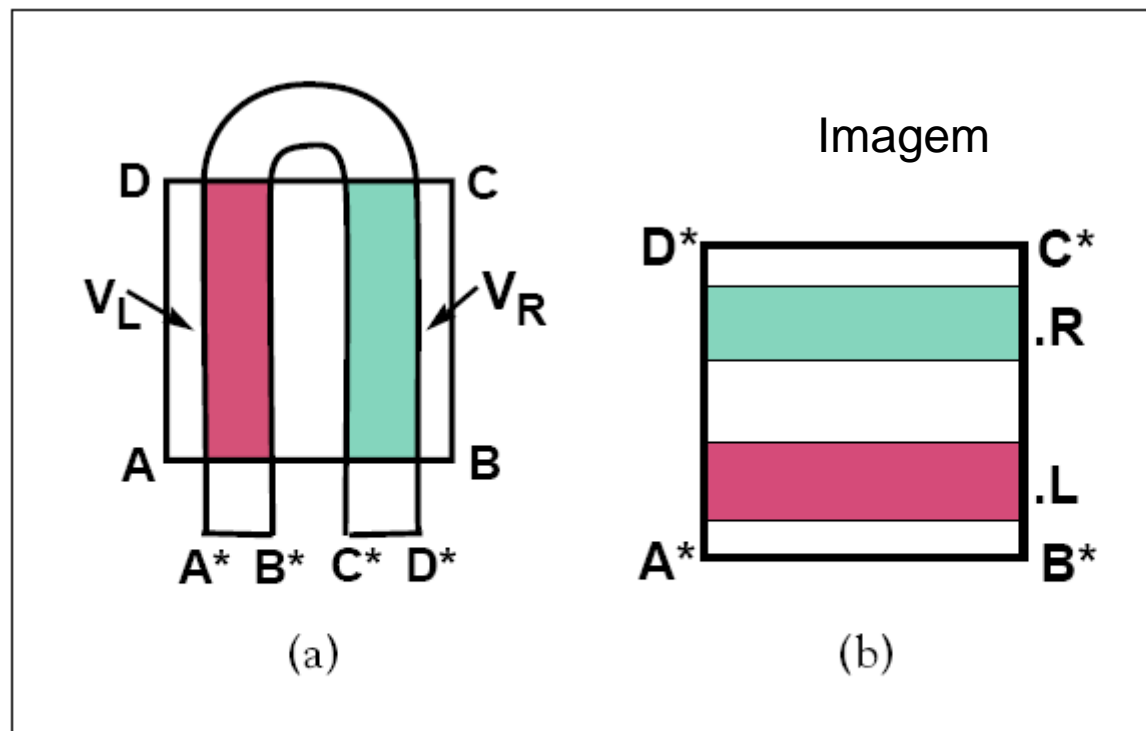 Imagem
D C
D* C*
V_L V_R
.R
A B
.L
A* B* C* D*
A* B*
(a) (b)